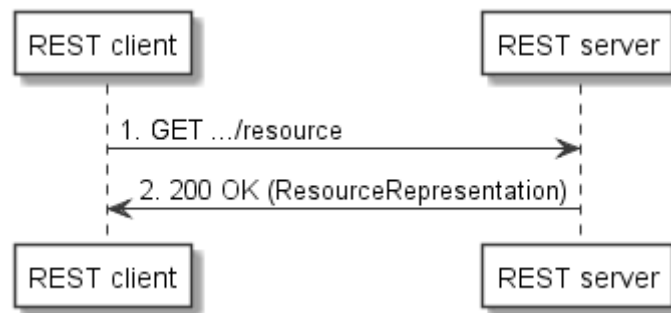 REST client
REST server
1. GET .../resource
2. 200 OK (ResourceRepresentation)
REST client
REST server